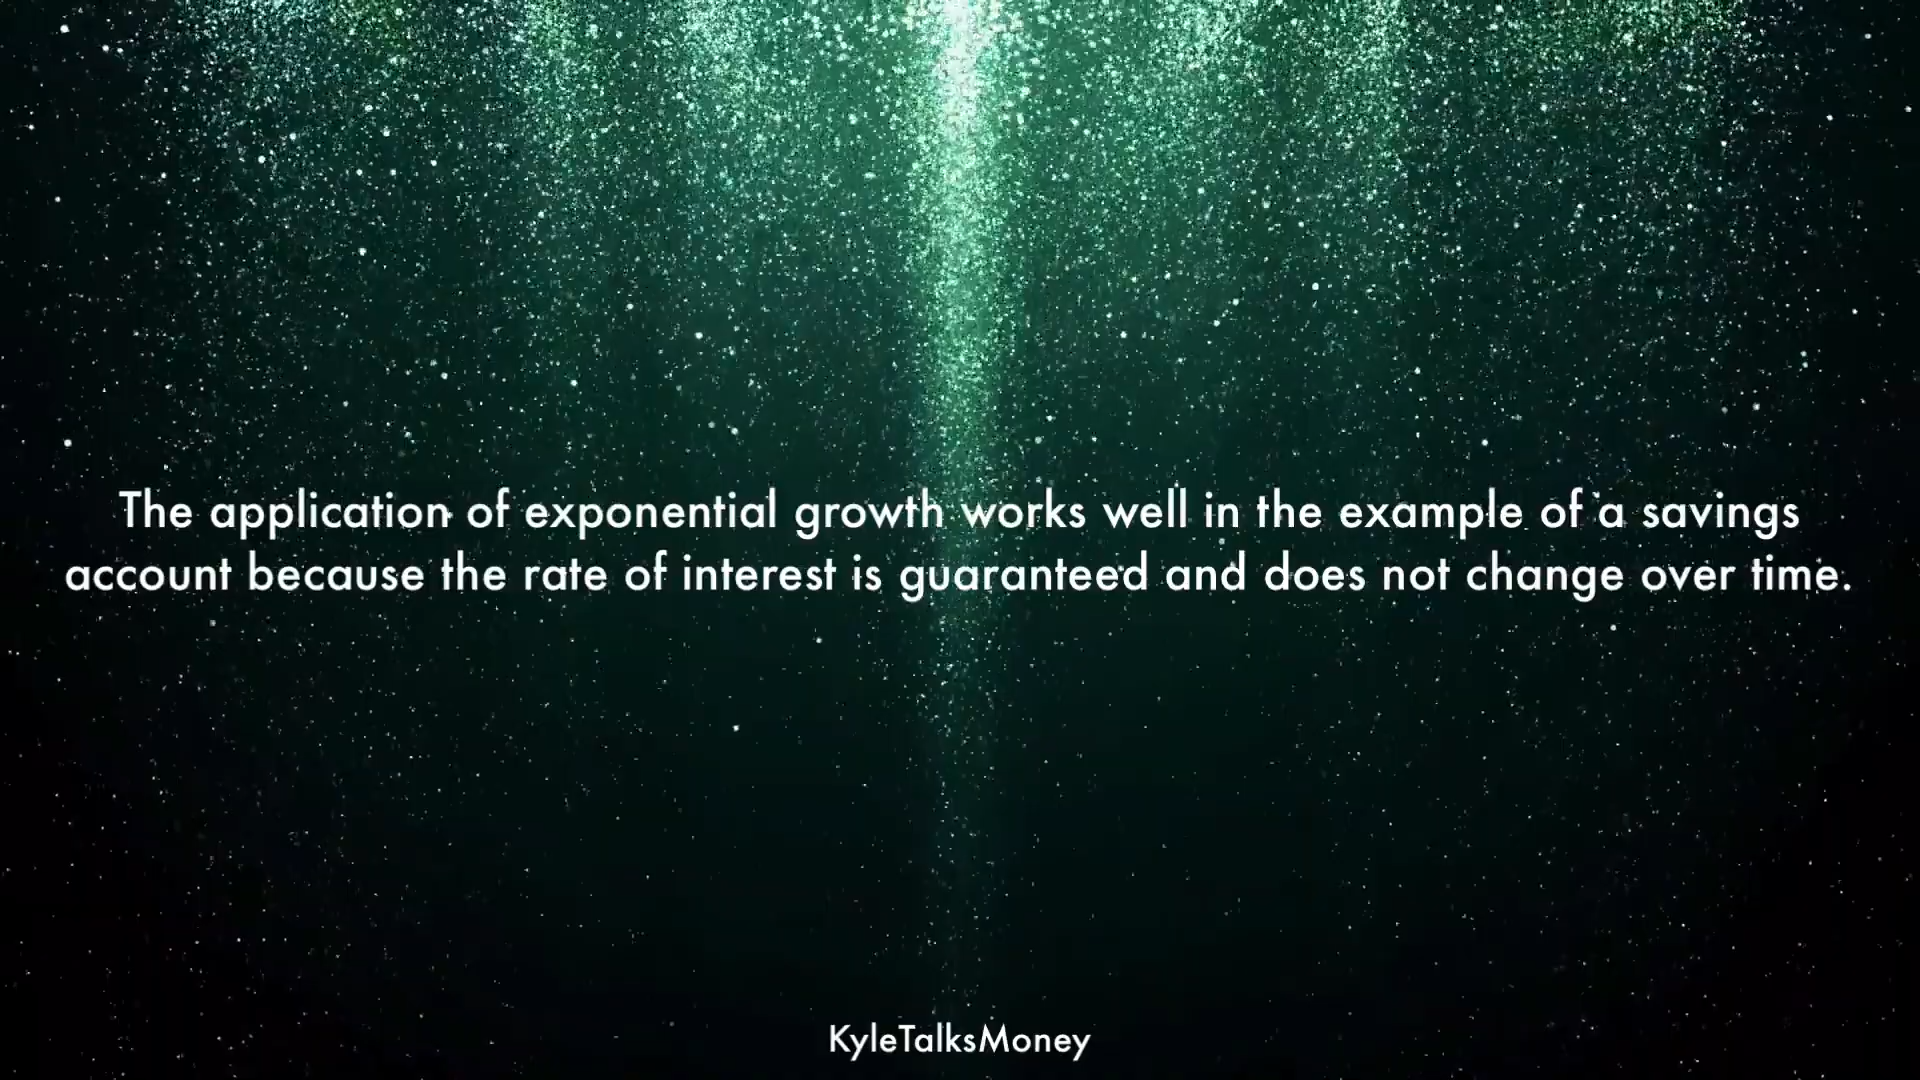 The application of exponential growth works well in the example of a savings
account because the rate of interest is guaranteed and does not change over time.
KyleTalksMoney